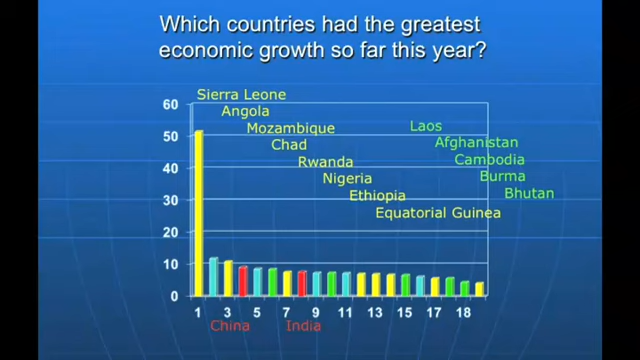 Which countries had the greatest
economic growth so far this year?
Sierra Leone
Angola
Mozambique
Chad
Rwanda
Nigeria
Ethiopia
Equatorial Guinea
Laos
Afghanistan
Cambodia
Burma
Bhutan
60
50
40
30
20
10
0
1 3 5 7 9 11 13 15 17 18
China India